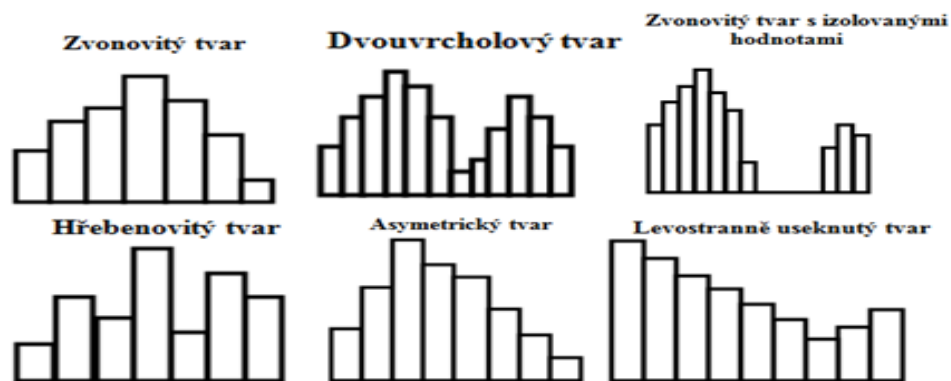 Zvonovitý tvar
Dvouvrcholový tvar
Zvonovitý tvar s izolovanými
hodnotami
Hřebenovitý tvar
Asymetrický tvar
Levostranně useknutý tvar